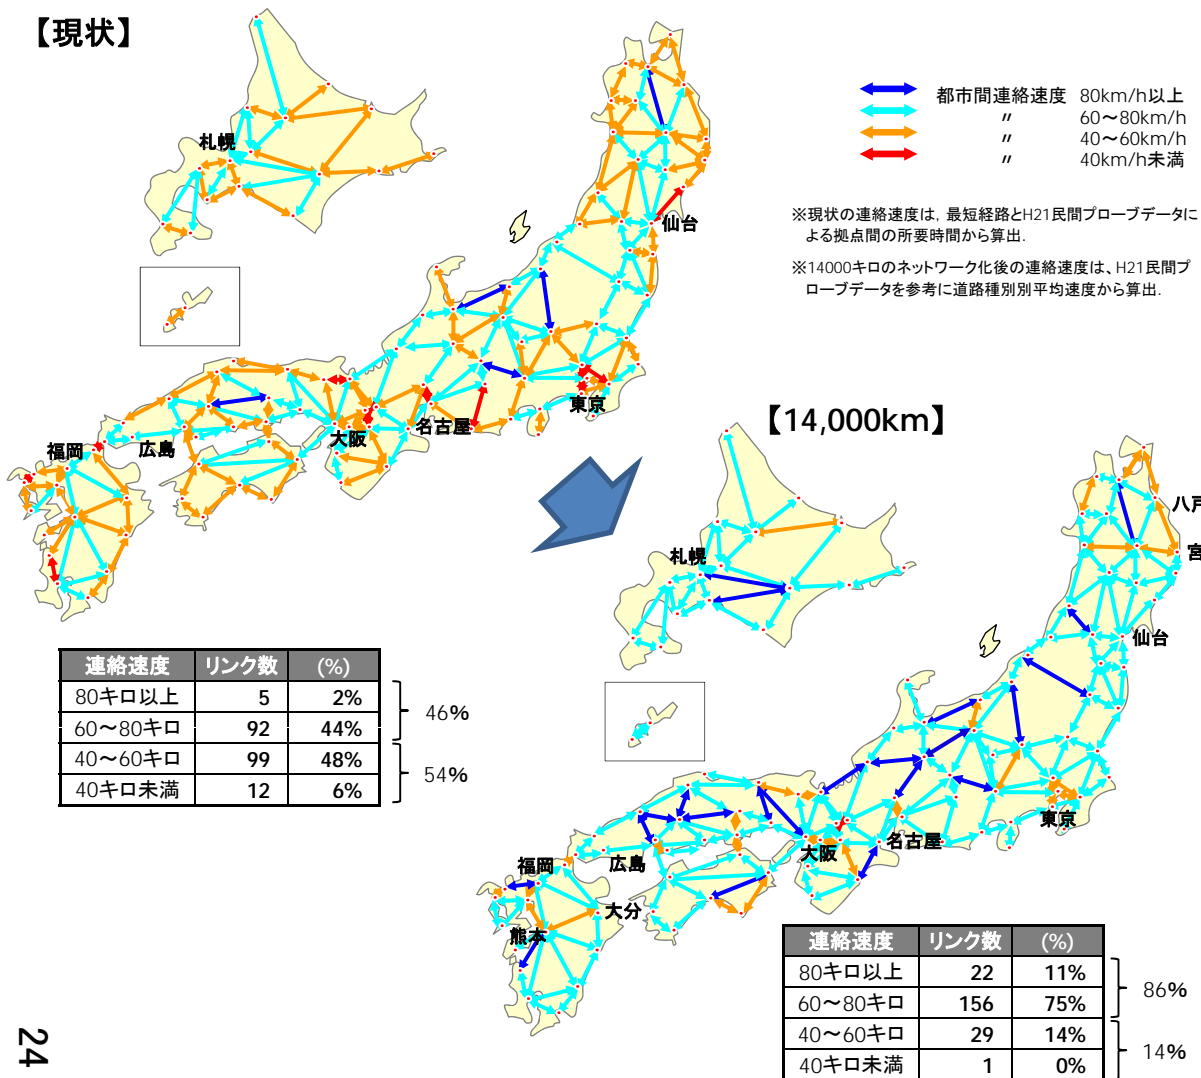 【現状】
都市間連絡速度 80km/h以上
〃 60～80km/h
〃 40～60km/h
〃 40km/h未満
※現状の連絡速度は, 最短経路とH21民間プローブデータに
よる拠点間の所要時間から算出.
※14000キロのネットワーク化後の連絡速度は、H21民間プ
ローブデータを参考に道路種別別平均速度から算出.
札幌
仙台
東京
名古屋
大阪
広島
福岡
【14,000km】
八戸
宮
札幌
仙台
東京
名古屋
大阪
広島
福岡
大分
熊本
連絡速度 リンク数 (%)
80キロ以上 5 2%
60～80キロ 92 44%
46%
40～60キロ 99 48%
40キロ未満 12 6%
54%
連絡速度 リンク数 (%)
80キロ以上 22 11%
60～80キロ 156 75%
86%
40～60キロ 29 14%
40キロ未満 1 0%
14%
24